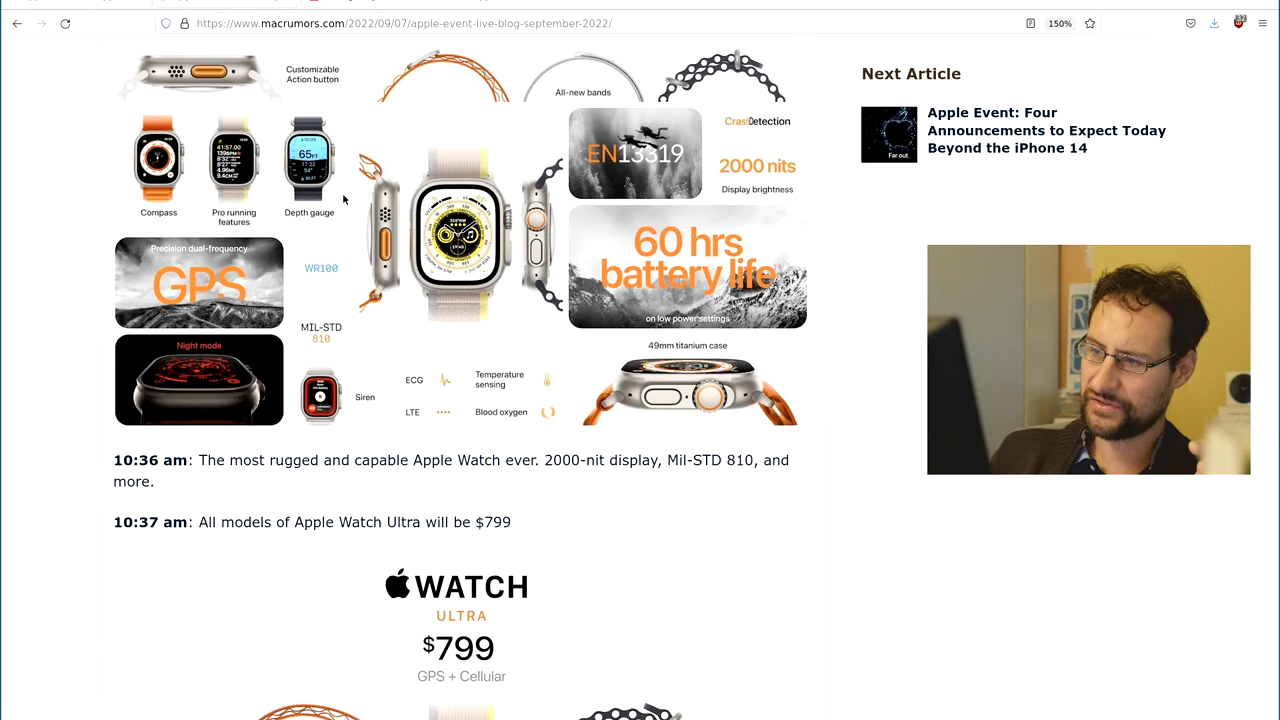 https://www.macrumors.com/2022/09/07/apple-event-live-blog-september-2022/
150%
Customizable
Action button
All-new bands
Compass
Pro running
features
Depth gauge
65FT
EN13319
Crash Detection
2000 nits
Display brightness
Precision dual-frequency
GPS
WR100
MIL-STD
810
60 hrs
battery life
on low power settings
Night mode
Siren
ECG
Temperature
sensing
LTE
Blood oxygen
49mm titanium case
10:36 am: The most rugged and capable Apple Watch ever. 2000-nit display, Mil-STD 810, and
more.
10:37 am: All models of Apple Watch Ultra will be $799
WATCH
ULTRA
$799
GPS + Cellular
Next Article
Far out.
Apple Event: Four
Announcements to Expect Today
Beyond the iPhone 14